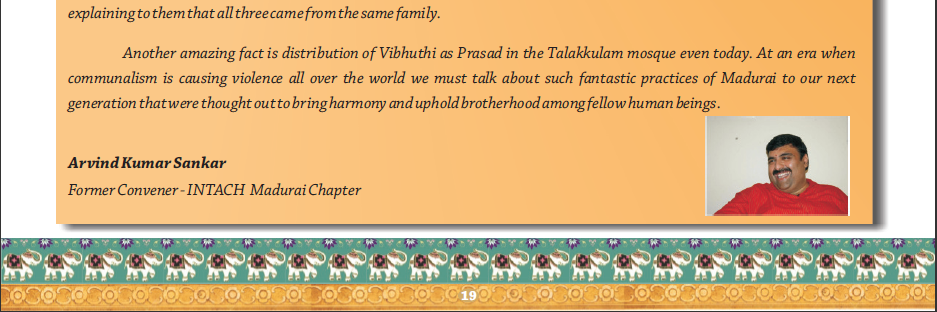 explaining to them that all three came from the same family.
Another amazing fact is distribution of Vibhuthi as Prasad in the Talakkulam mosque even today. At an era when
communalism is causing violence all over the world we must talk about such fantastic practices of Madurai to our next
generation that were thought out to bring harmony and uphold brotherhood among fellow human beings.
Arvind Kumar Sankar
Former Convener - INTACH Madurai Chapter
19